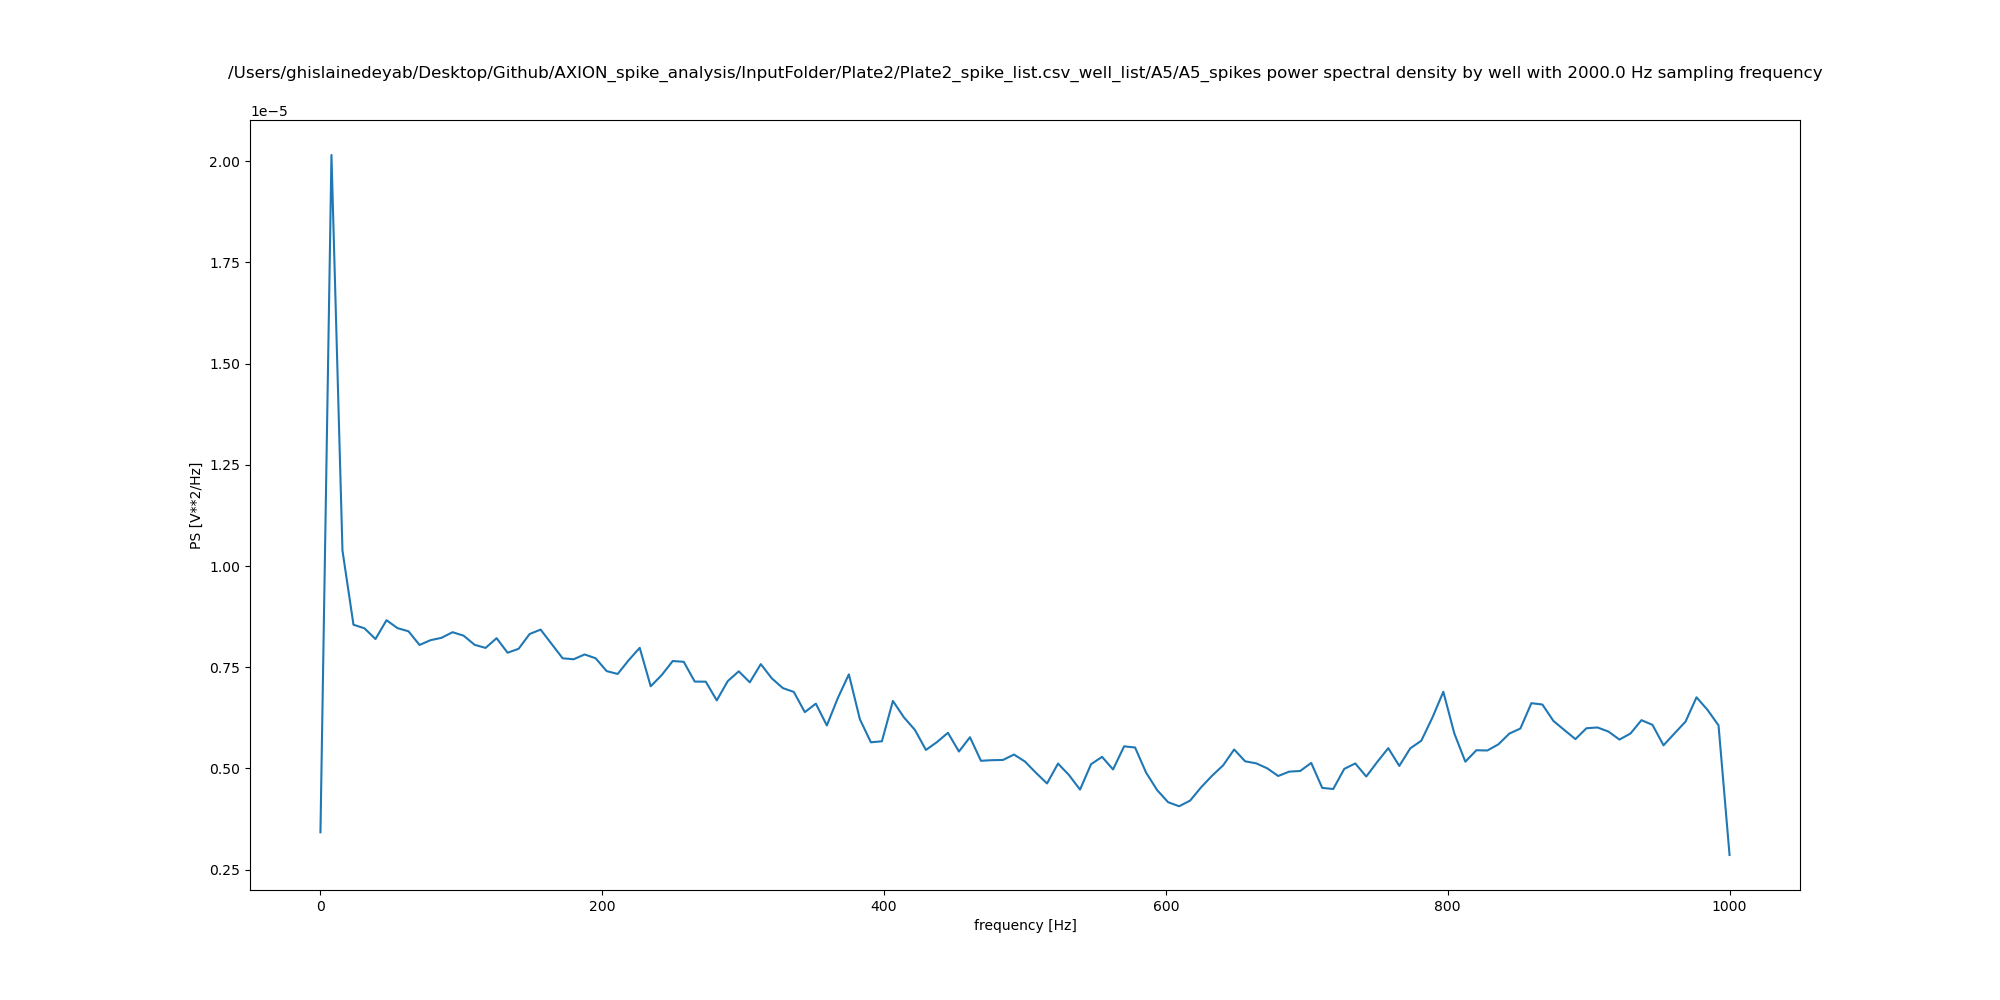 /Users/ghislainedeyab/Desktop/Github/AXION_spike_analysis/InputFolder/Plate2/Plate2_spike_list.csv_well_list/A5/A5_spikes power spectral density by well with 2000.0 Hz sampling frequency
1e−5
2.00
1.75
1.50
1.25
1.00
0.75
0.50
0.25
PS [V**2/Hz]
0 200 400 600 800 1000
frequency [Hz]